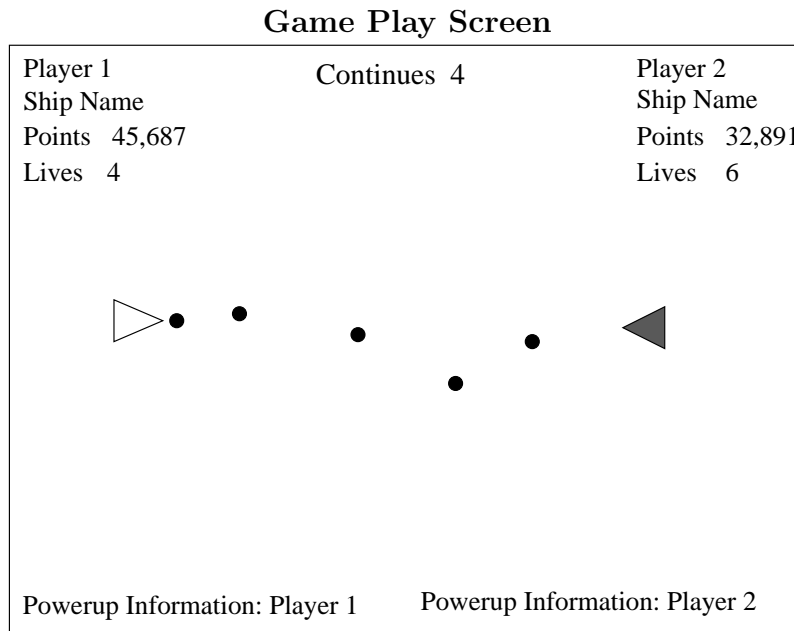 Game Play Screen
Player 1
Ship Name
Points 45,687
Lives 4
Continues 4
Player 2
Ship Name
Points 32,891
Lives 6
Powerup Information: Player 1
Powerup Information: Player 2